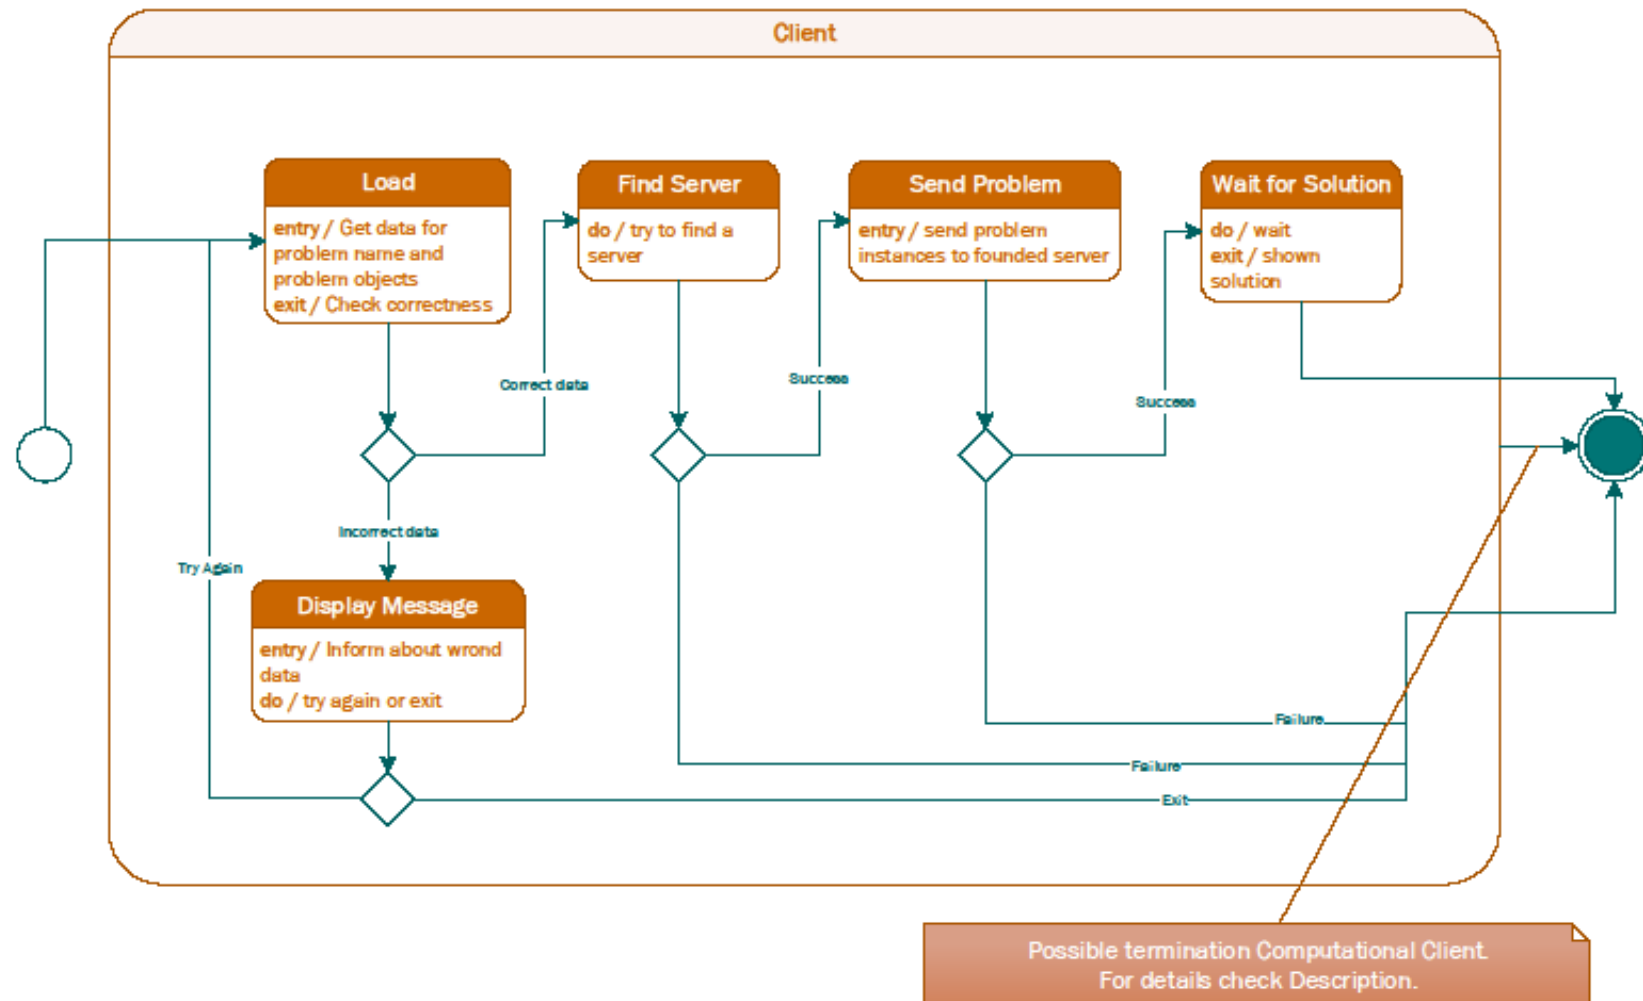 Client
Load
entry / Get data for
problem name and
problem objects
exit / Check correctness
Find Server
do / try to find a
server
Send Problem
entry / send problem
instances to founded server
Wait for Solution
do / wait
exit / shown
solution
Correct data
Success
Success
Incorrect data
Try Again
Display Message
entry / Inform about wrond
data
do / try again or exit
Failure
Failure
Exit
Possible termination Computational Client.
For details check Description.